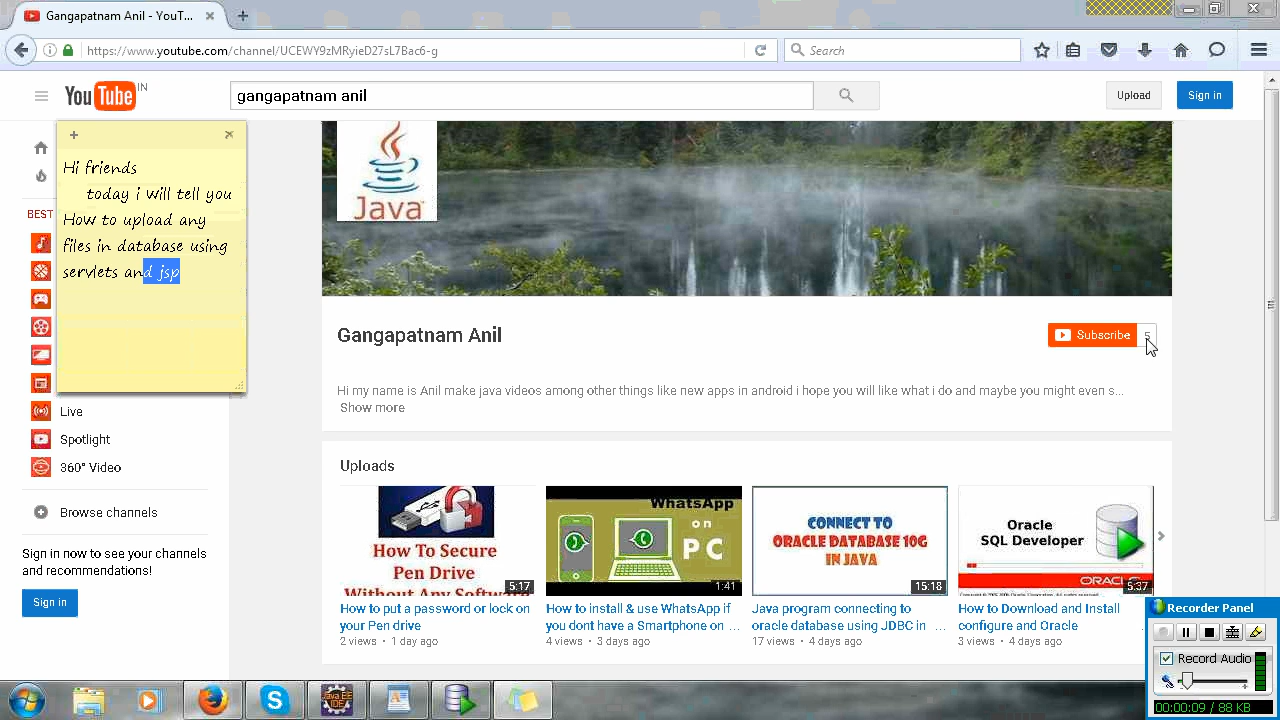 Gangapatnam Anil - YouT...
https://www.youtube.com/channel/UCEWY9zMRyieD27sL7Bac6-g
Search
YouTube IN
gangapatnam anil
Upload
Sign in
Hi friends
today i will tell you
How to upload any
files in database using
servlets and jsp
BEST
Live
Spotlight
360° Video
Browse channels
Sign in now to see your channels
and recommendations!
Sign in
Java
Gangapatnam Anil
Subscribe
5
Hi my name is Anil make java videos among other things like new apps in android i hope you will like what i do and maybe you might even s...
Show more
Uploads
How To Secure
Pen Drive
Without Any Software
5:17
How to put a password or lock on
your Pen drive
2 views • 1 day ago
WhatsApp
on
PC
1:41
How to install & use WhatsApp if
you dont have a Smartphone on ...
4 views • 3 days ago
CONNECT TO
ORACLE DATABASE 10G
IN JAVA
15:18
Java program connecting to
oracle database using JDBC in ...
17 views • 4 days ago
Oracle
SQL Developer
ORACLE
5:37
How to Download and Install
configure and Oracle ...
3 views • 4 days ago
Recorder Panel
Record Audio
00:00:09 / 88 KB
Java EE
IDE